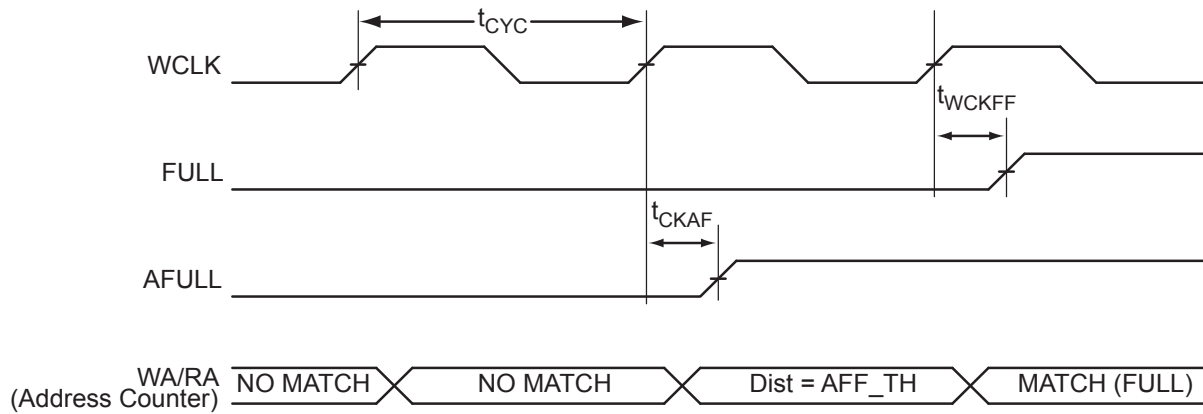 tCYC
WCLK
tWCKFF
FULL
tCKAF
AFULL
WA/RA
(Address Counter)
NO MATCH
NO MATCH
Dist = AFF_TH
MATCH (FULL)